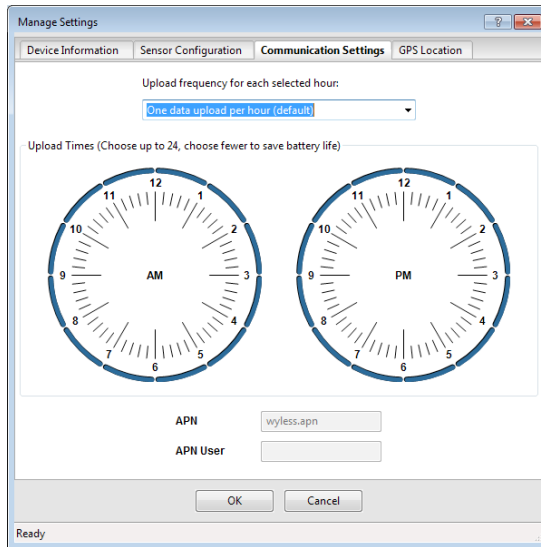 Manage Settings
Device Information Sensor Configuration Communication Settings GPS Location
Upload frequency for each selected hour:
One data upload per hour (default)
Upload Times (Choose up to 24, choose fewer to save battery life)
12
11 1
10 2
9 AM 3
8 4
7 5
6
12
11 1
10 2
9 PM 3
8 4
7 5
6
APN wyless.apn
APN User
OK Cancel
Ready